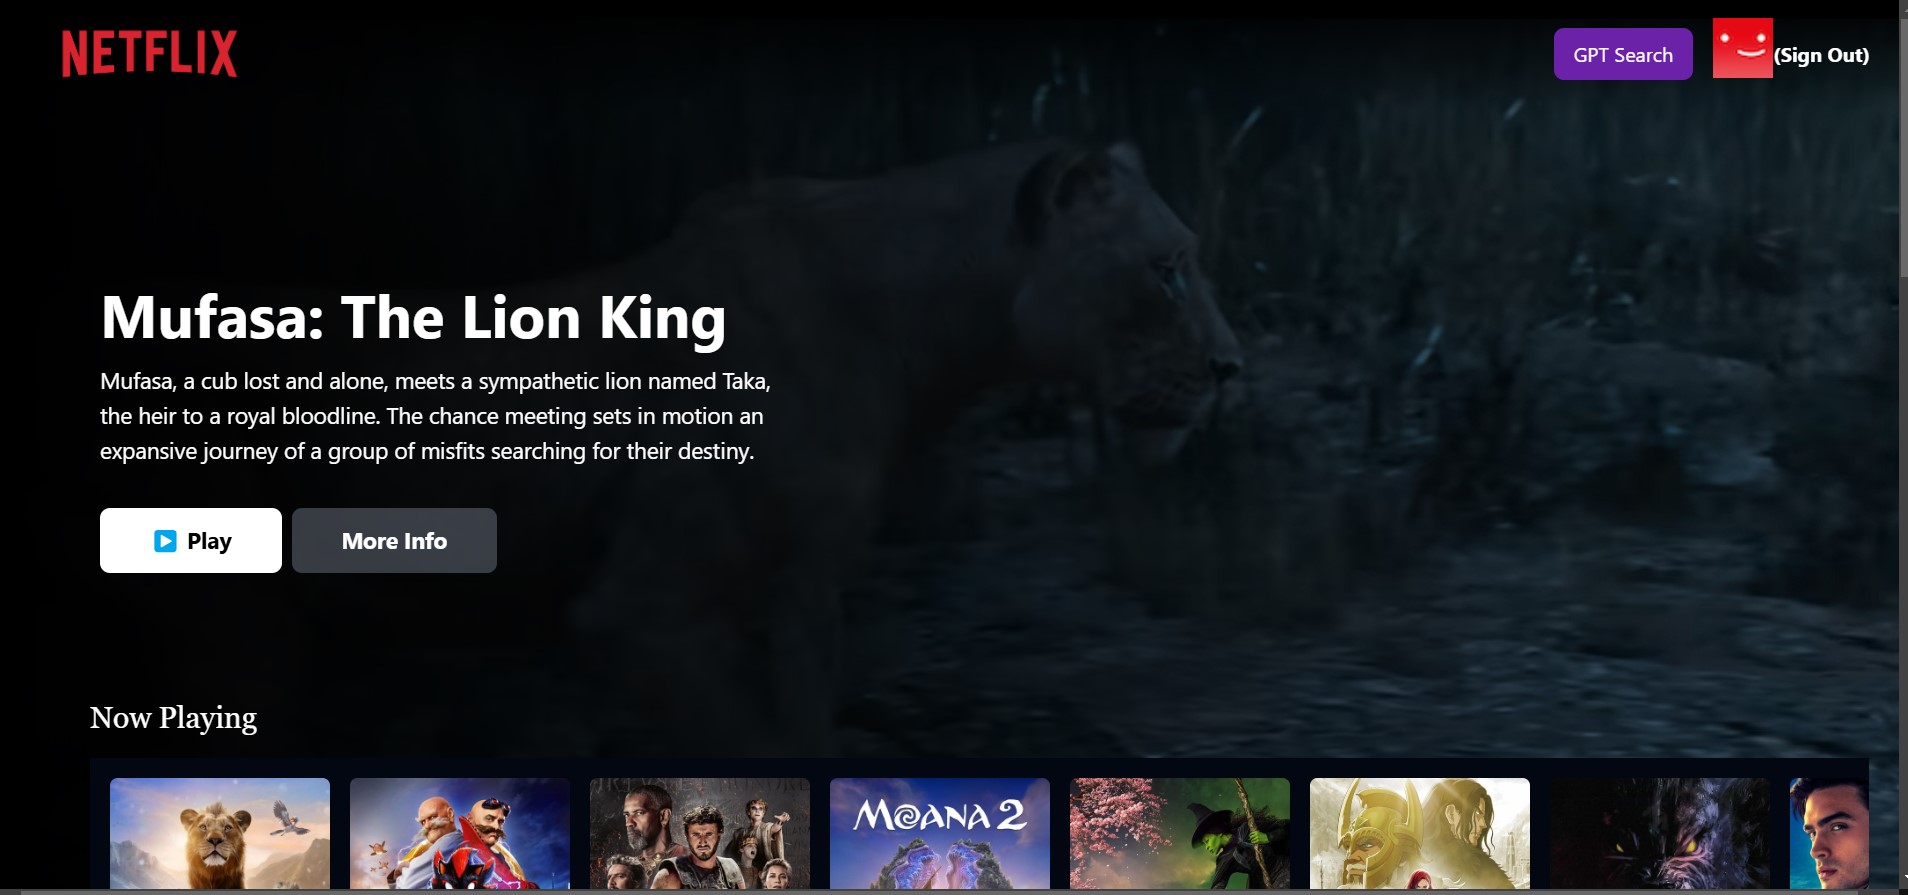 NETFLIX
GPT Search
(Sign Out)
Mufasa: The Lion King
Mufasa, a cub lost and alone, meets a sympathetic lion named Taka,
the heir to a royal bloodline. The chance meeting sets in motion an
expansive journey of a group of misfits searching for their destiny.
Play
More Info
Now Playing
MOANA 2